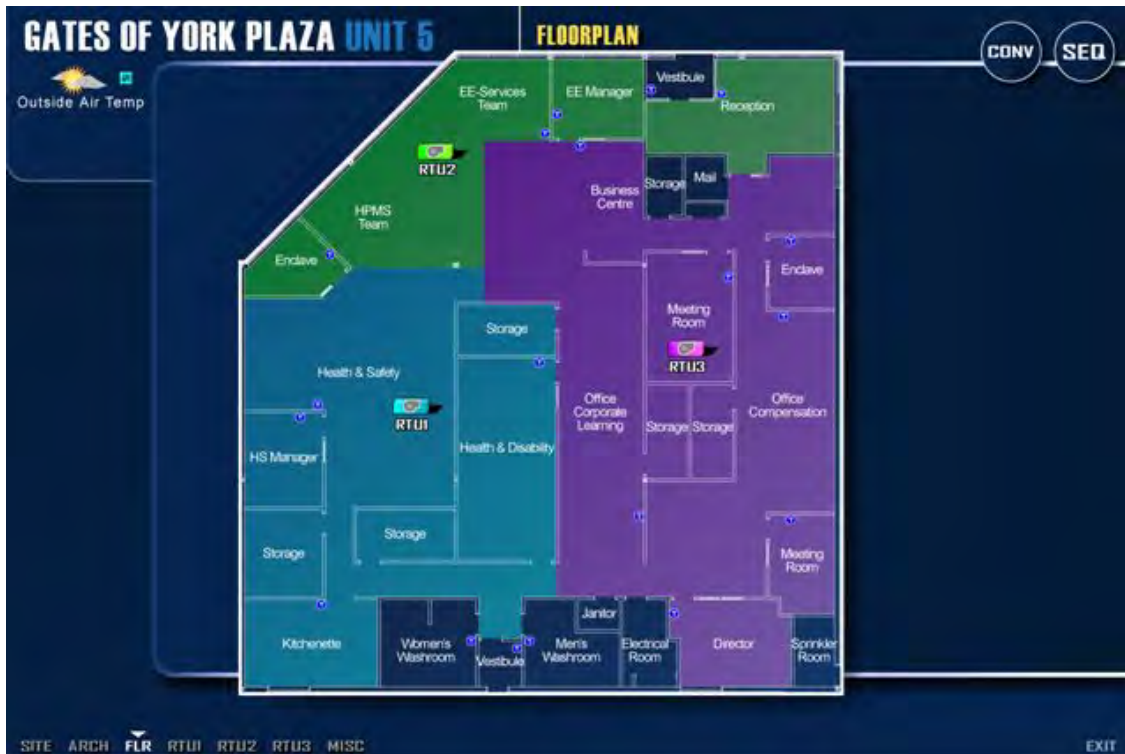 GATES OF YORK PLAZA UNIT 5
FLOORPLAN
CONV
SEQ
Outside Air Temp
EE-Services
Team
EE Manager
Vestibule
Reception
RTU2
Business
Centre
Storage
Mail
HPMS
Team
Enclave
Enclave
Meeting
Room
RTU3
Storage
Health & Safety
RTU1
Office
Corporate
Learning
Office
Compensation
Storage
Storage
HS Manager
Health & Disability
Storage
Storage
Meeting
Room
Kitchenette
Women's
Washroom
Vestibule
Men's
Washroom
Janitor
Electrical
Room
Director
Sprinkler
Room
SITE ARCH FLR RTU1 RTU2 RTU3 MISC
EXIT